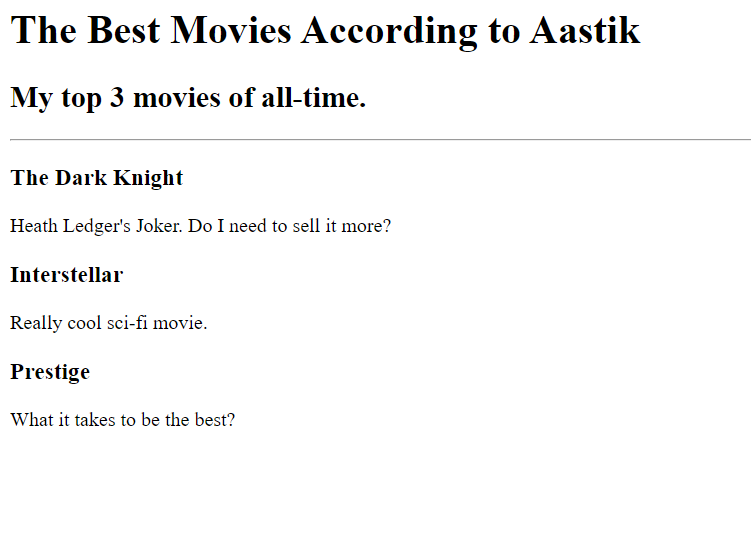 The Best Movies According to Aastik
My top 3 movies of all-time.
The Dark Knight
Heath Ledger's Joker. Do I need to sell it more?
Interstellar
Really cool sci-fi movie.
Prestige
What it takes to be the best?